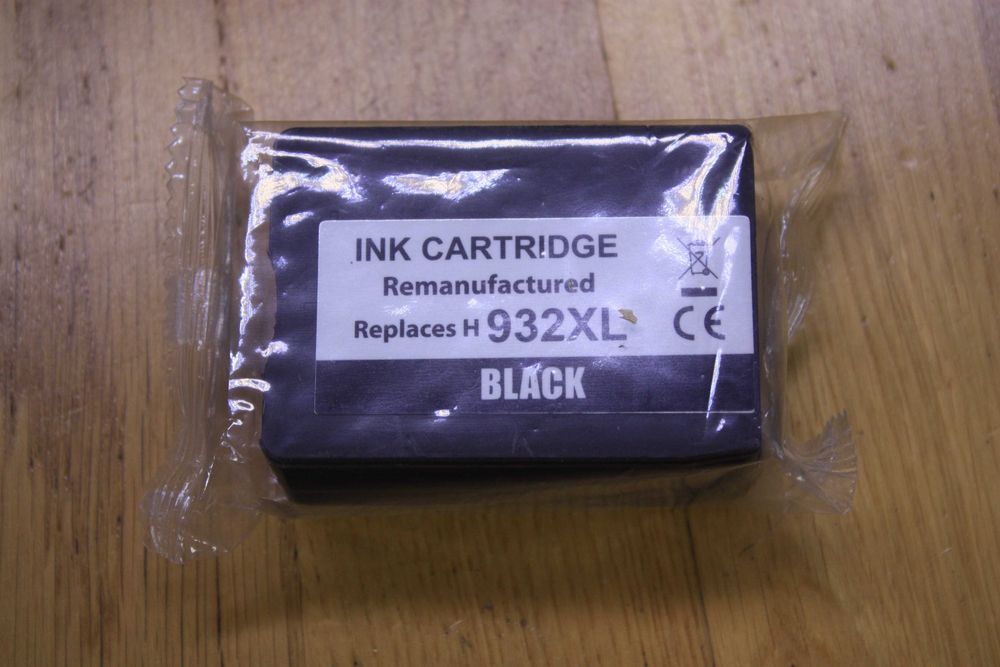 INK CARTRIDGE
Remanufactured
Replaces H 932XL
CE
BLACK